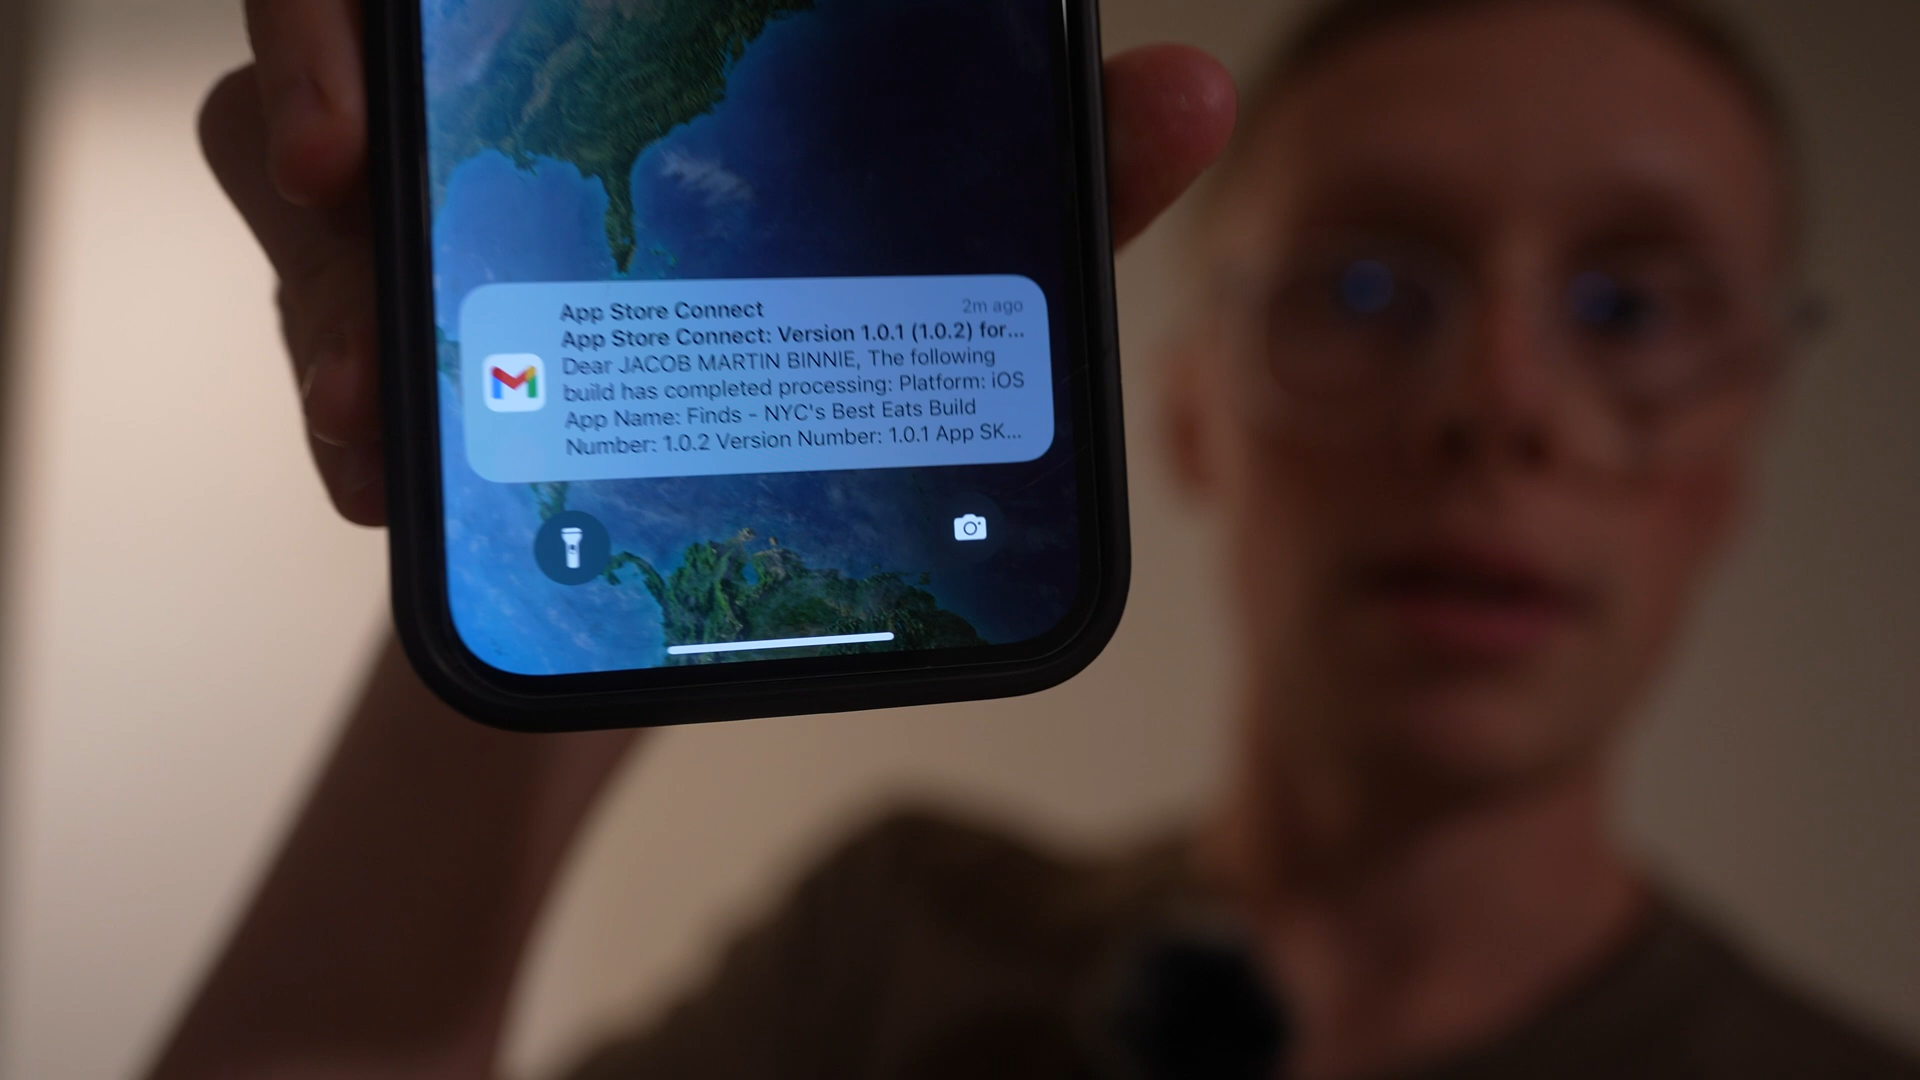 App Store Connect
2m ago
App Store Connect: Version 1.0.1 (1.0.2) for...
Dear JACOB MARTIN BINNIE, The following
build has completed processing: Platform: iOS
App Name: Finds - NYC's Best Eats Build
Number: 1.0.2 Version Number: 1.0.1 App SK...